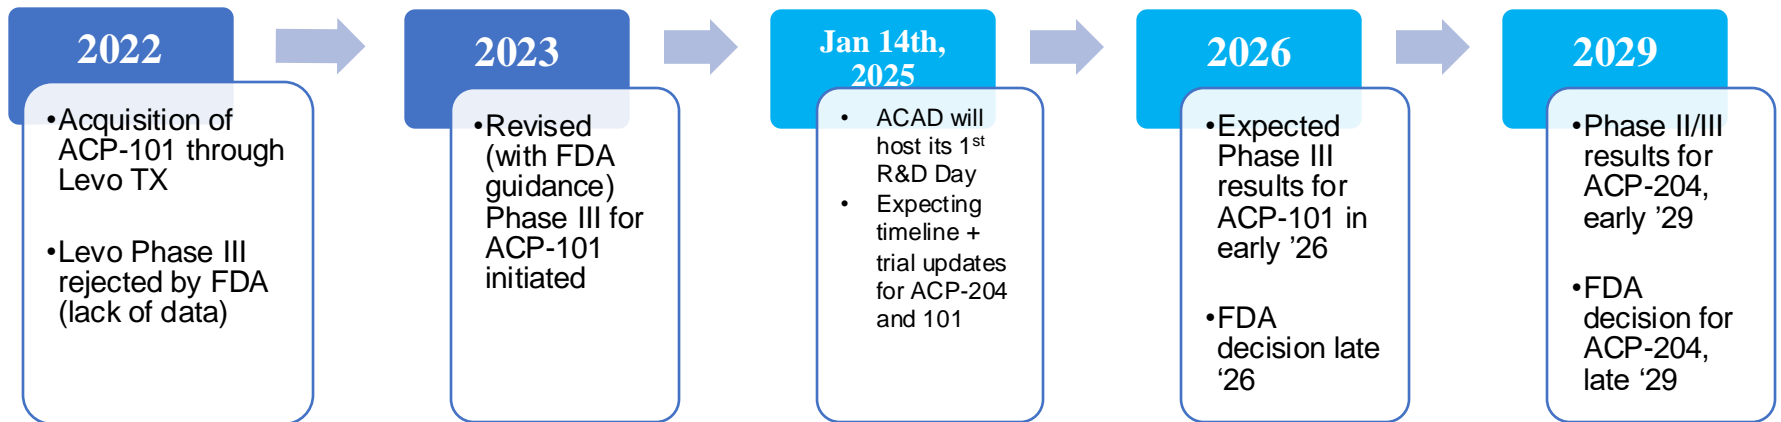 2022
•Acquisition of
ACP-101 through
Levo TX
•Levo Phase III
rejected by FDA
(lack of data)
2023
•Revised
(with FDA
guidance)
Phase III for
ACP-101
initiated
Jan 14th,
2025
• ACAD will
host its 1st
R&D Day
• Expecting
timeline +
trial updates
for ACP-204
and 101
2026
•Expected
Phase III
results for
ACP-101 in
early ’26
•FDA
decision late
‘26
2029
•Phase II/III
results for
ACP-204,
early ’29
•FDA
decision for
ACP-204,
late ‘29